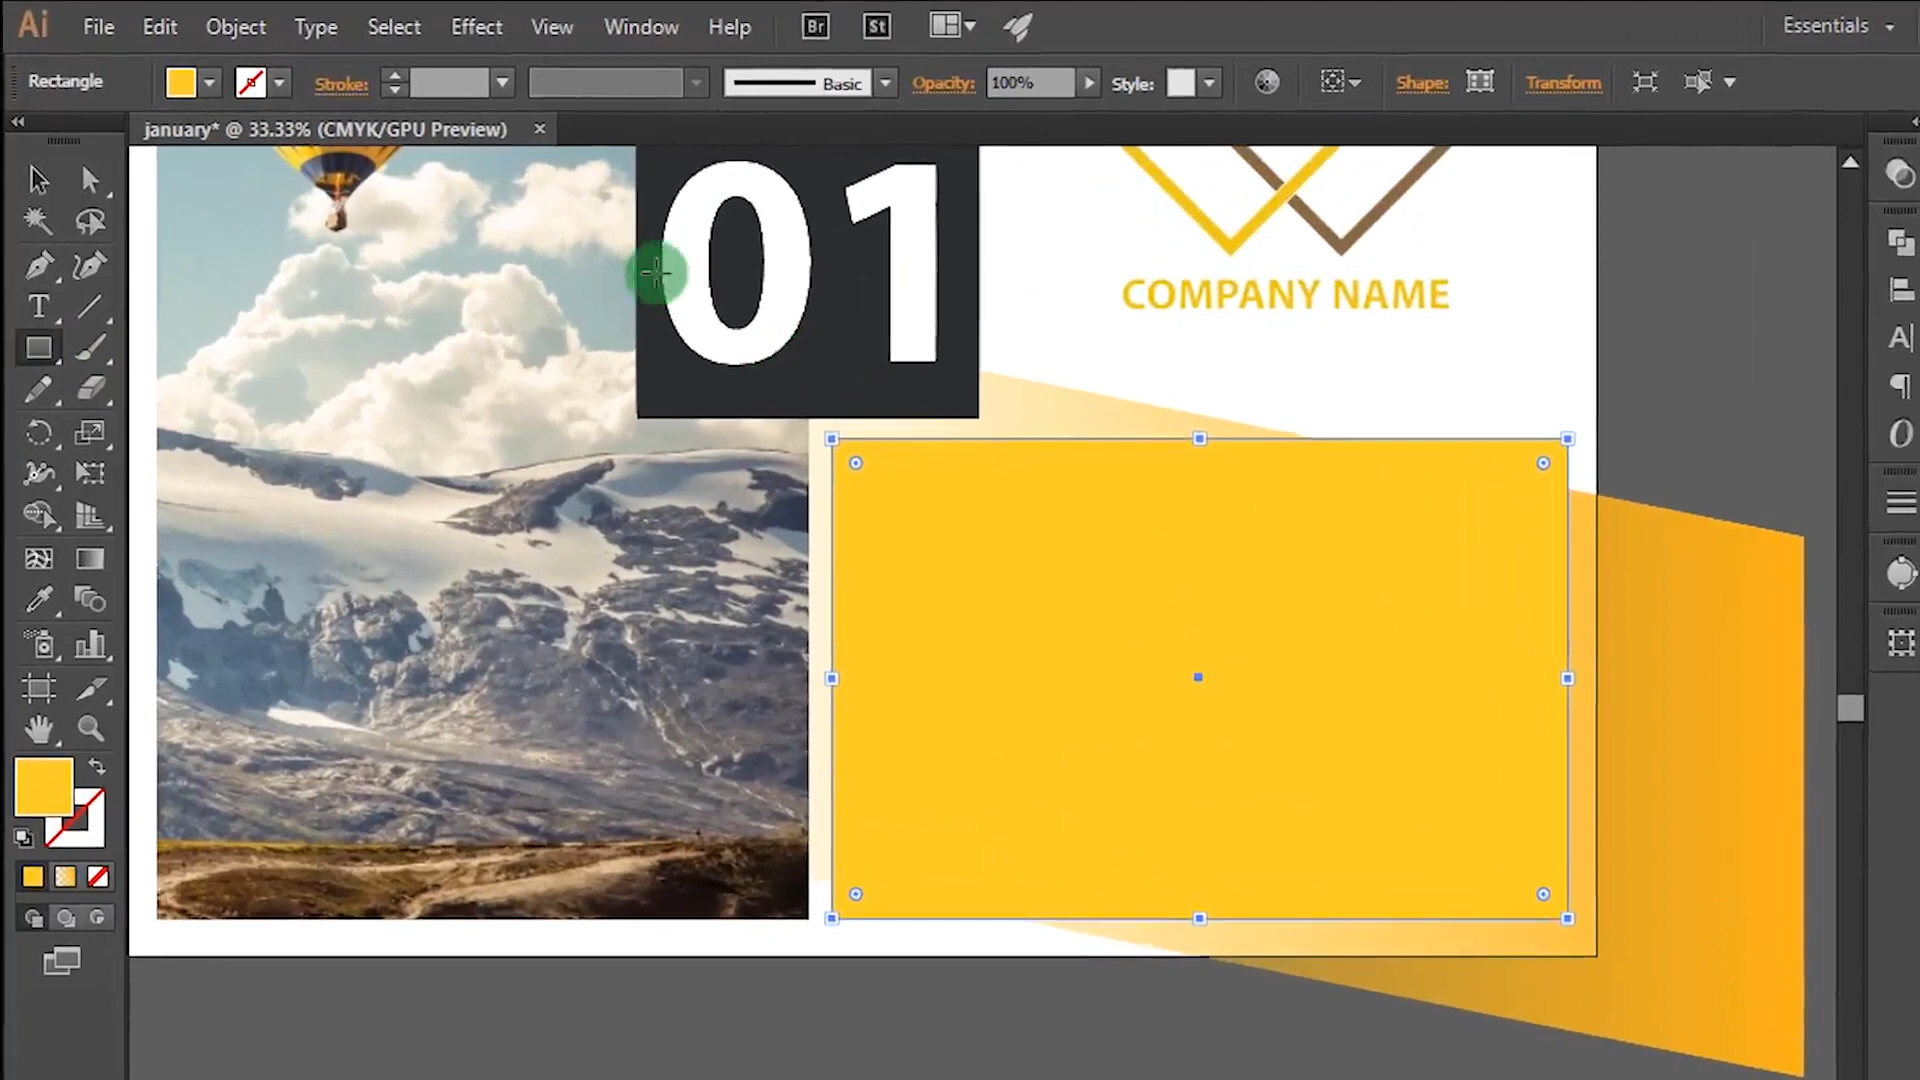 Ai File Edit Object Type Select Effect View Window Help Br St Essentials
Rectangle Stroke: Basic Opacity: 100% Style: Shape: Transform
january* @ 33.33% (CMYK/GPU Preview) ×
01
COMPANY NAME